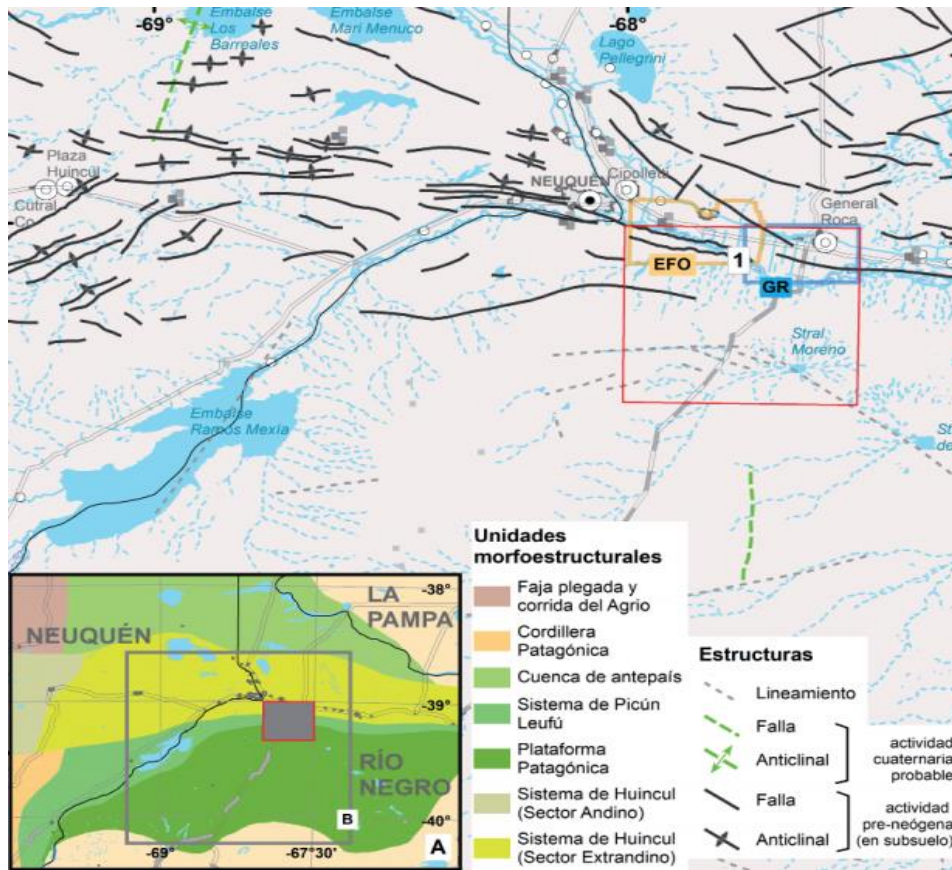 -69°
-68°
Embalse
Los
Barreales
Embalse
Mari Menuco
Lago
Pellegrini
Plaza
Huincúl
Cutral
Co
NEUQUÉN
Cipolletti
General
Roca
EFO
1
GR
Stral
Moreno
Embalse
Ramos Mexía
St
de
Unidades
morfoestructurales
Faja plegada y
corrida del Agrio
Cordillera
Patagónica
Cuenca de antepaís
Sistema de Picún
Leufú
Plataforma
Patagónica
Sistema de Huincul
(Sector Andino)
Sistema de Huincul
(Sector Extrandino)
Estructuras
Lineamiento
Falla
Anticlinal
actividad
cuaternaria
probable
Falla
Anticlinal
actividad
pre-neógena
(en subsuelo)
LA
PAMPA
-38°
NEUQUÉN
-39°
RÍO
NEGRO
B
-40°
A
-69°
-67°30'